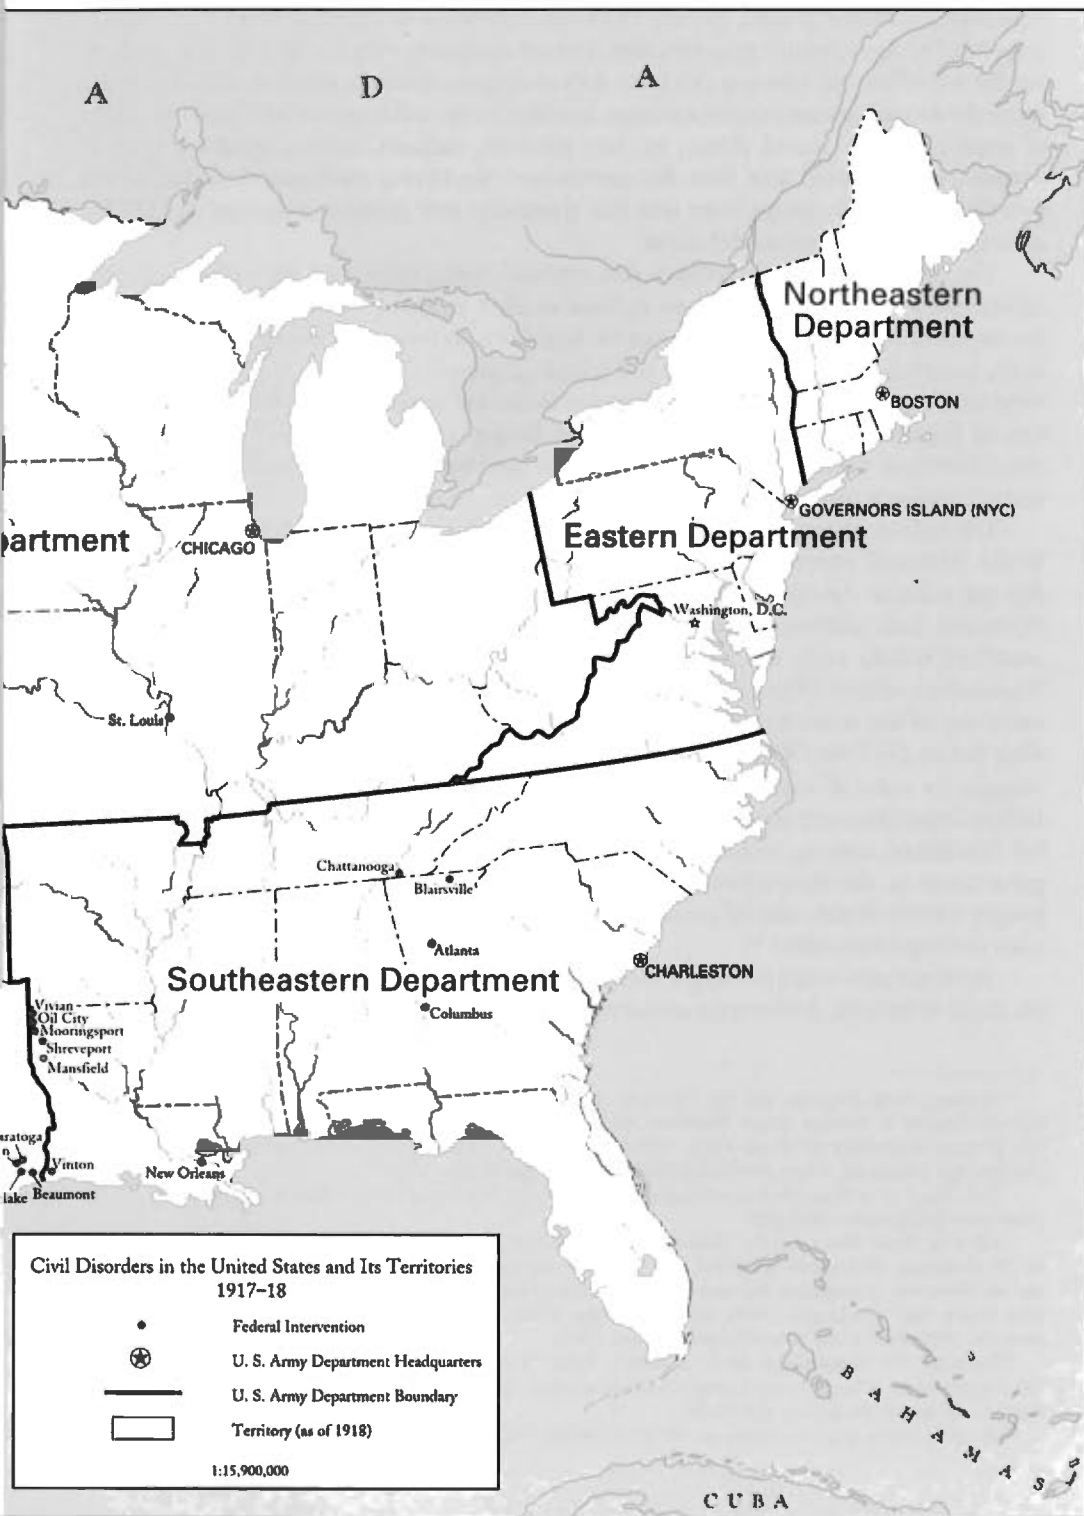 A D A
Northeastern
Department
BOSTON
GOVERNORS ISLAND (NYC)
Eastern Department
partment
CHICAGO
Washington, D.C.
St. Louis
Chattanooga
Blairsville
Atlanta
Southeastern Department
CHARLESTON
Columbus
Vivian
Oil City
Mooringsport
Shreveport
Mansfield
aratoga
n
Vinton
New Orleans
lake Beaumont
Civil Disorders in the United States and Its Territories
1917–18
Federal Intervention
U. S. Army Department Headquarters
U. S. Army Department Boundary
Territory (as of 1918)
1:15,900,000
BAHAMAS
CUBA